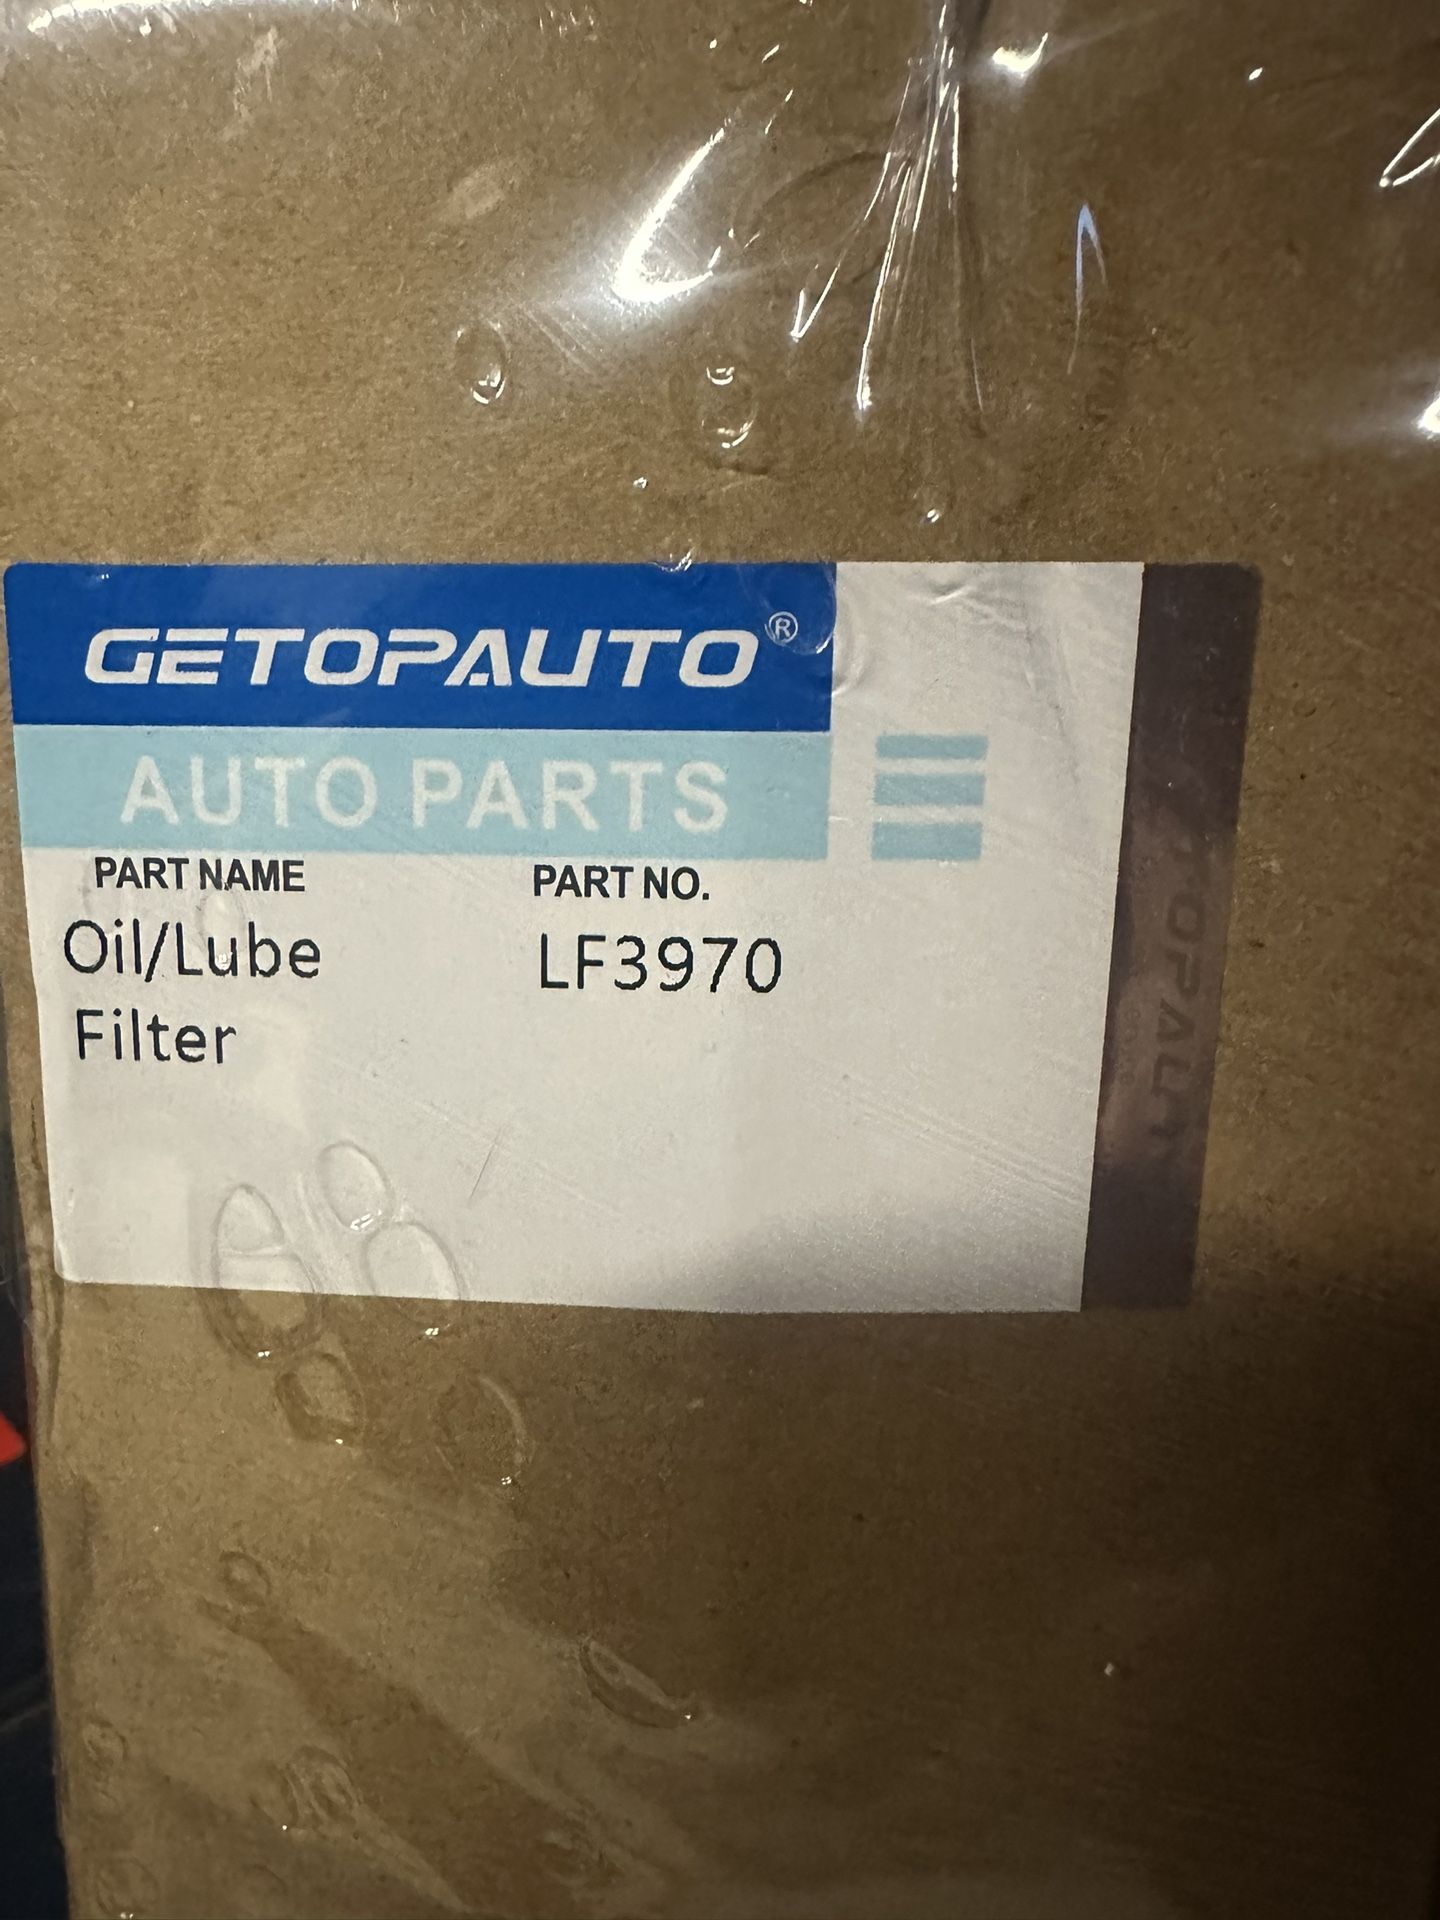 GETOPAUTO®
AUTO PARTS
PART NAME PART NO.
Oil/Lube LF3970
Filter